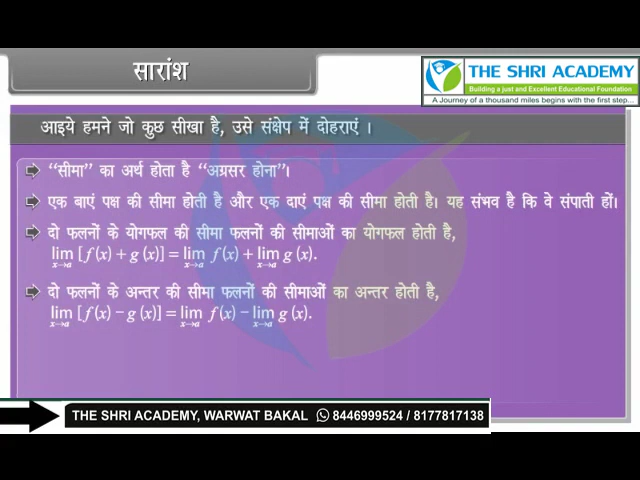 सारांश
THE SHRI ACADEMY
Building a just and Excellent Educational Foundation
A Journey of a thousand miles begins with the first step...
आइये हमने जो कुछ सीखा है, उसे संक्षेप में दोहराएं ।
“सीमा” का अर्थ होता है “अग्रसर होना”।
एक बाएं पक्ष की सीमा होती है और एक दाएं पक्ष की सीमा होती है। यह संभव है कि वे संपाती हों।
दो फलनों के योगफल की सीमा फलनों की सीमाओं का योगफल होती है,
lim [f(x) + g(x)] = lim f(x) + lim g(x).
x→a x→a x→a
दो फलनों के अन्तर की सीमा फलनों की सीमाओं का अन्तर होती है,
lim [f(x) − g(x)] = lim f(x) − lim g(x).
x→a x→a x→a
THE SHRI ACADEMY, WARWAT BAKAL 8446999524 / 8177817138